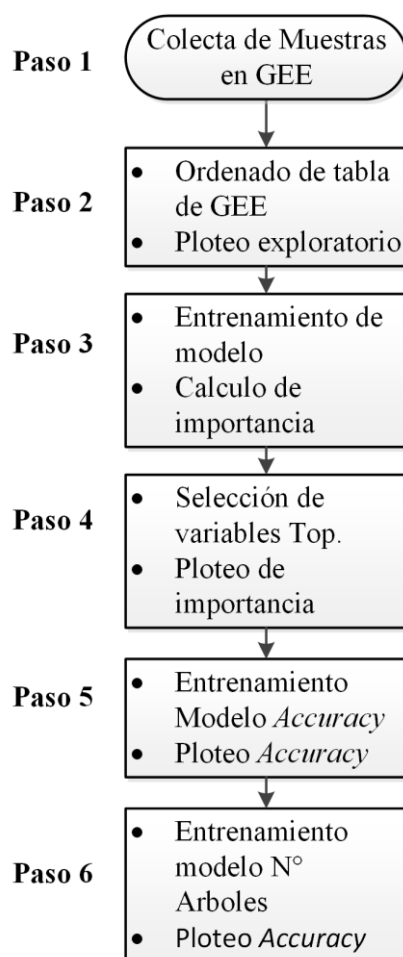 Paso 1
Colecta de Muestras
en GEE
Paso 2
• Ordenado de tabla
de GEE
• Ploteo exploratorio
Paso 3
• Entrenamiento de
modelo
• Calculo de
importancia
Paso 4
• Selección de
variables Top.
• Ploteo de
importancia
Paso 5
• Entrenamiento
Modelo Accuracy
• Ploteo Accuracy
Paso 6
• Entrenamiento
modelo N°
Arboles
• Ploteo Accuracy